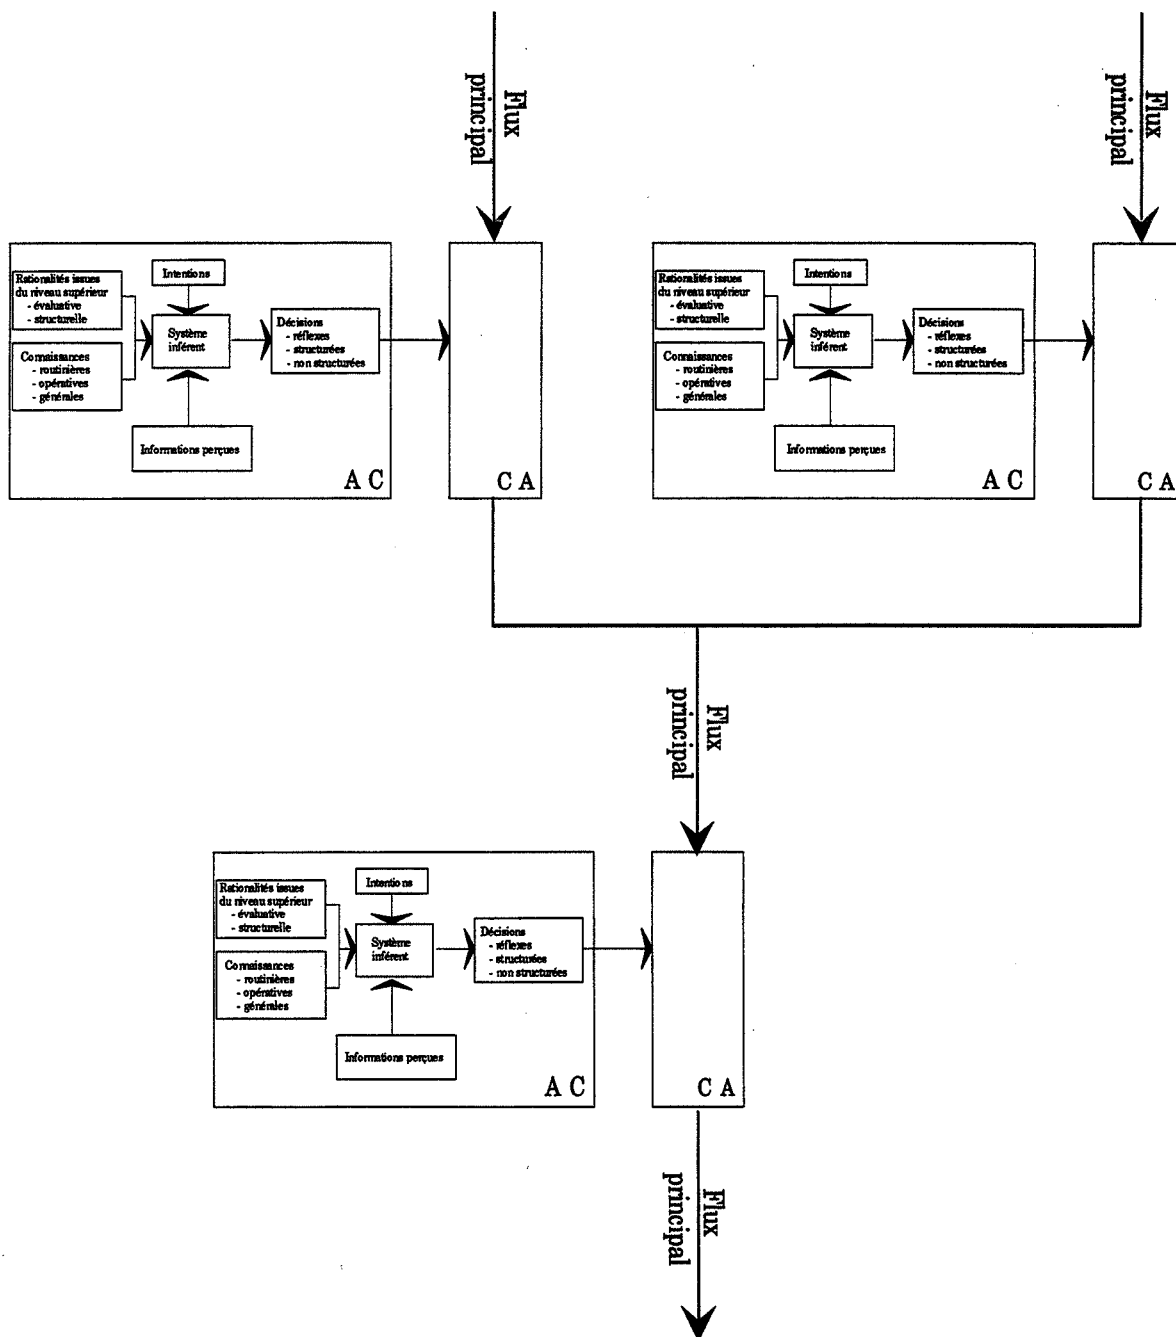 Flux
principal
Flux
principal
Rationalités issues
du niveau supérieur
- évaluative
- structurelle
Connaissances
- routinières
- opératives
- générales
Intentions
Système
inférent
Informations perçues
Décisions
- réflexes
- structurées
- non structurées
A C
C A
Rationalités issues
du niveau supérieur
- évaluative
- structurelle
Connaissances
- routinières
- opératives
- générales
Intentions
Système
inférent
Informations perçues
Décisions
- réflexes
- structurées
- non structurées
A C
C A
Flux
principal
Rationalités issues
du niveau supérieur
- évaluative
- structurelle
Connaissances
- routinières
- opératives
- générales
Intentions
Système
inférent
Informations perçues
Décisions
- réflexes
- structurées
- non structurées
A C
C A
Flux
principal